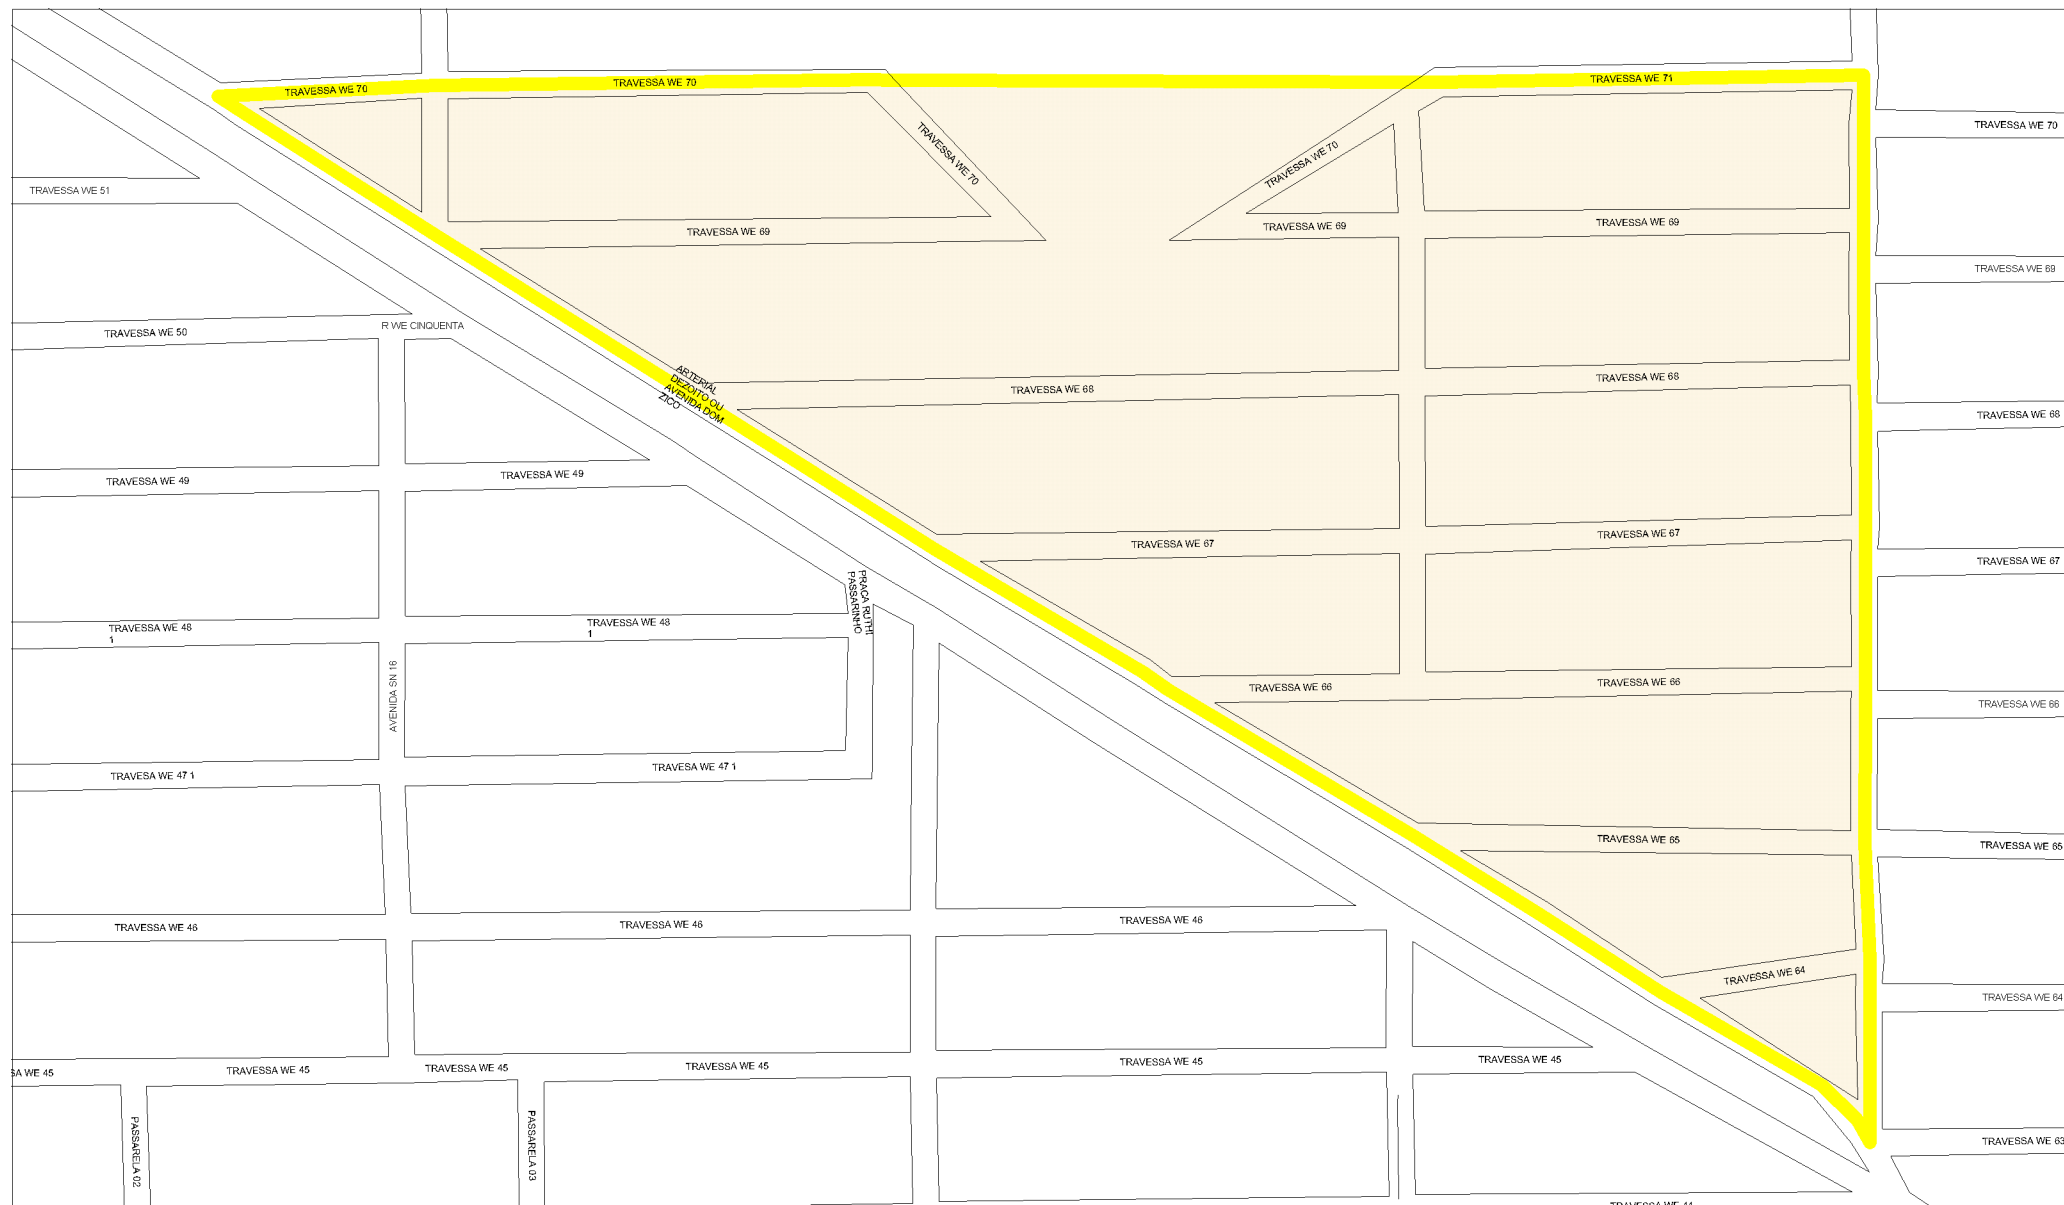 TRAVESSA WE 70
TRAVESSA WE 70
TRAVESSA WE 71
TRAVESSA WE 70
TRAVESSA WE 70
TRAVESSA WE 70
TRAVESSA WE 51
TRAVESSA WE 69
TRAVESSA WE 69
TRAVESSA WE 69
TRAVESSA WE 69
TRAVESSA WE 50
R WE CINQUENTA
ARTERIAL
DEZOITO OU
AVENIDA DOM
ZICO
TRAVESSA WE 68
TRAVESSA WE 68
TRAVESSA WE 68
TRAVESSA WE 49
TRAVESSA WE 49
TRAVESSA WE 67
TRAVESSA WE 67
TRAVESSA WE 67
PRACA RUTHI
PASSARINHO
TRAVESSA WE 48
1
TRAVESSA WE 48
1
AVENIDA SN 16
TRAVESSA WE 66
TRAVESSA WE 66
TRAVESSA WE 66
TRAVESA WE 47 1
TRAVESA WE 47 1
TRAVESSA WE 65
TRAVESSA WE 65
TRAVESSA WE 46
TRAVESSA WE 46
TRAVESSA WE 46
TRAVESSA WE 64
TRAVESSA WE 64
SA WE 45
TRAVESSA WE 45
TRAVESSA WE 45
TRAVESSA WE 45
TRAVESSA WE 45
TRAVESSA WE 45
PASSARELA 02
PASSARELA 03
TRAVESSA WE 63
TRAVESSA WE 44